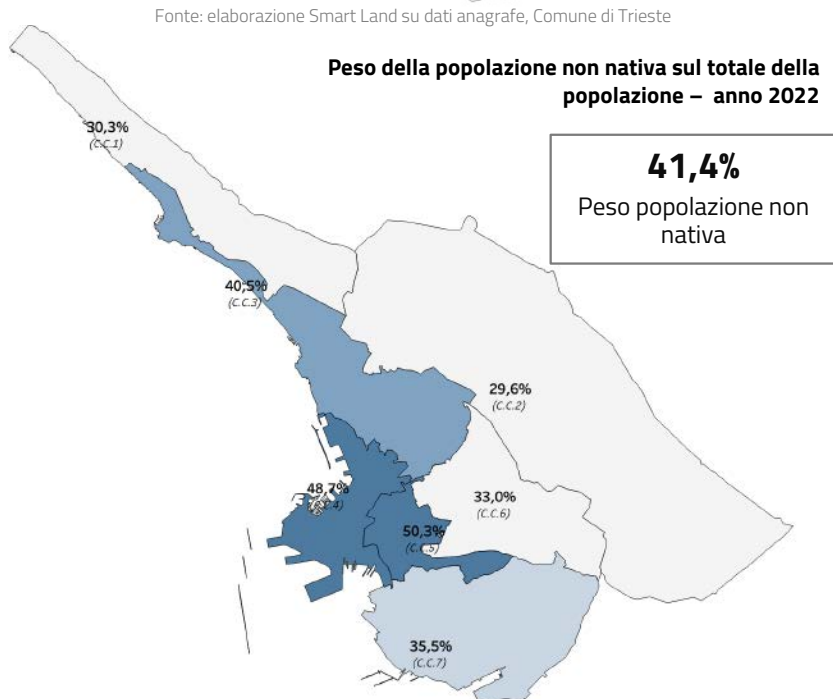 Fonte: elaborazione Smart Land su dati anagrafe, Comune di Trieste
Peso della popolazione non nativa sul totale della
popolazione – anno 2022
41,4%
Peso popolazione non
nativa
30,3%
(C.C.1)
40,5%
(C.C.3)
29,6%
(C.C.2)
48,7%
(C.C.4)
33,0%
(C.C.6)
50,3%
(C.C.5)
35,5%
(C.C.7)